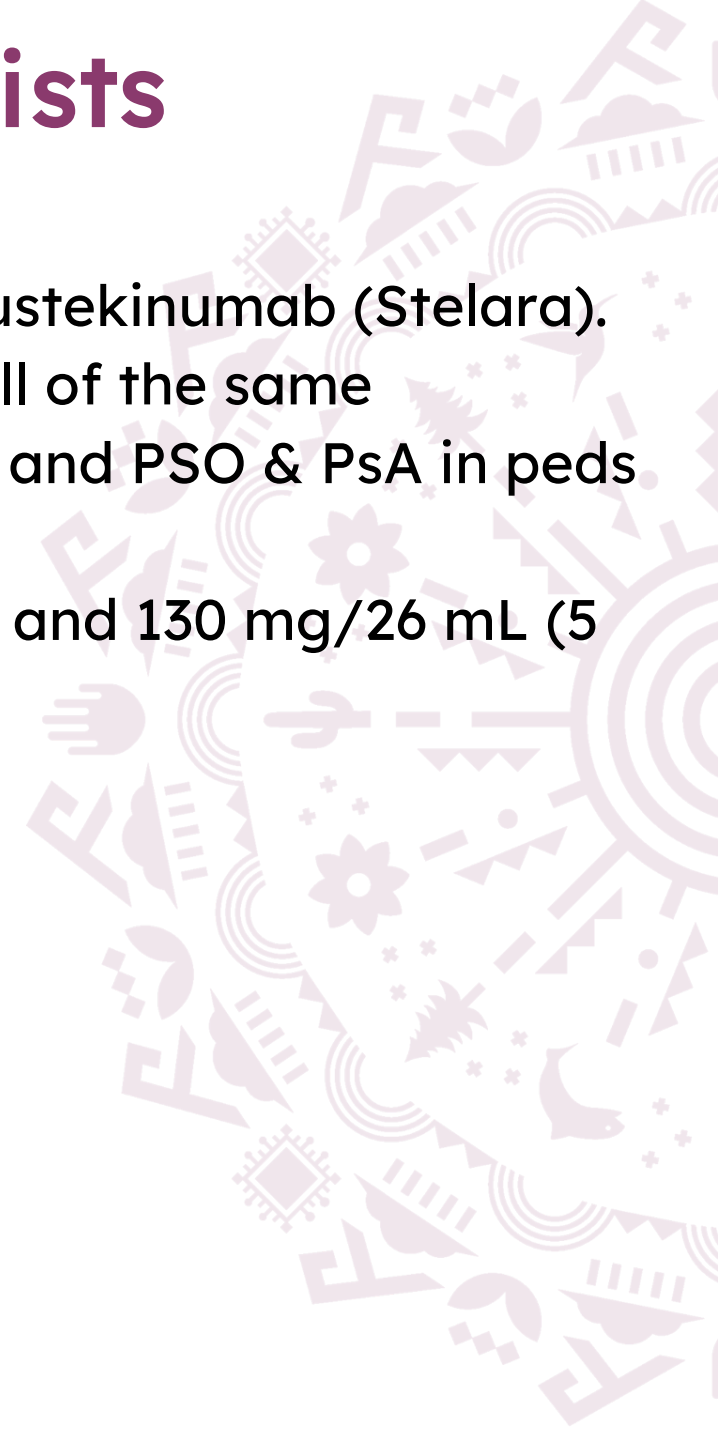 ists
ustekinumab (Stelara).
ll of the same
and PSO & PsA in peds
and 130 mg/26 mL (5